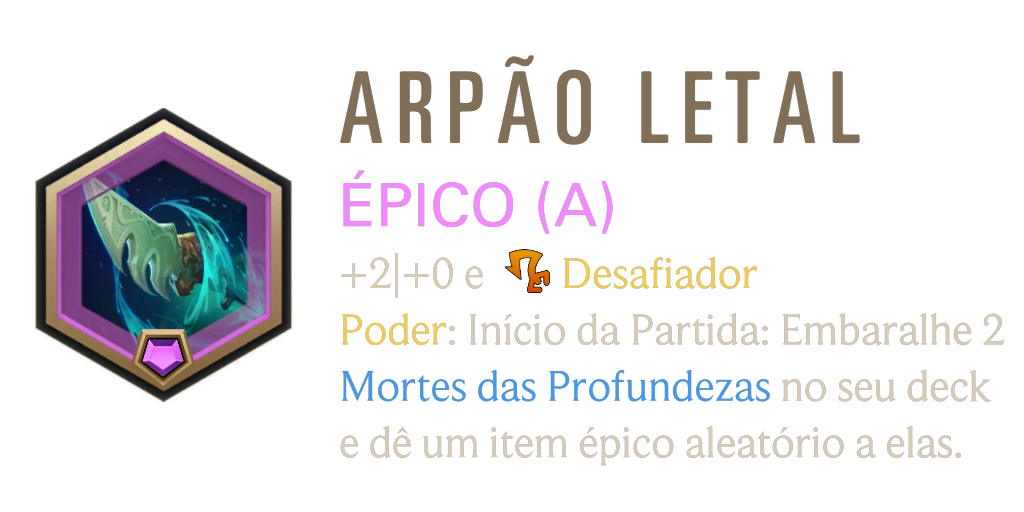 ARPÃO LETAL
ÉPICO (A)
+2|+0 e Desafiador
Poder: Início da Partida: Embaralhe 2
Mortes das Profundezas no seu deck
e dê um item épico aleatório a elas.